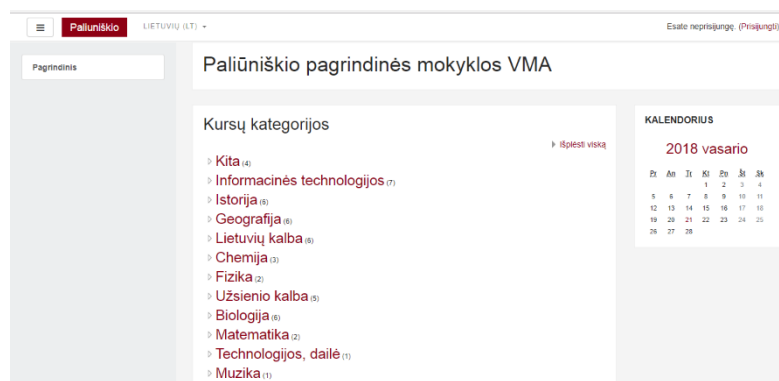 Paliuniškio LIETUVIŲ (LT) Esate neprisijungę. (Prisijungti)
Pagrindinis
Paliūniškio pagrindinės mokyklos VMA
Kursų kategorijos
Išplėsti viską
Kita (4)
Informacinės technologijos (7)
Istorija (6)
Geografija (6)
Lietuvių kalba (6)
Chemija (3)
Fizika (2)
Užsienio kalba (5)
Biologija (6)
Matematika (2)
Technologijos, dailė (1)
Muzika (1)
KALENDORIUS
2018 vasario
Pr An Tr Kt Pn Št Sk
1 2 3 4
5 6 7 8 9 10 11
12 13 14 15 16 17 18
19 20 21 22 23 24 25
26 27 28